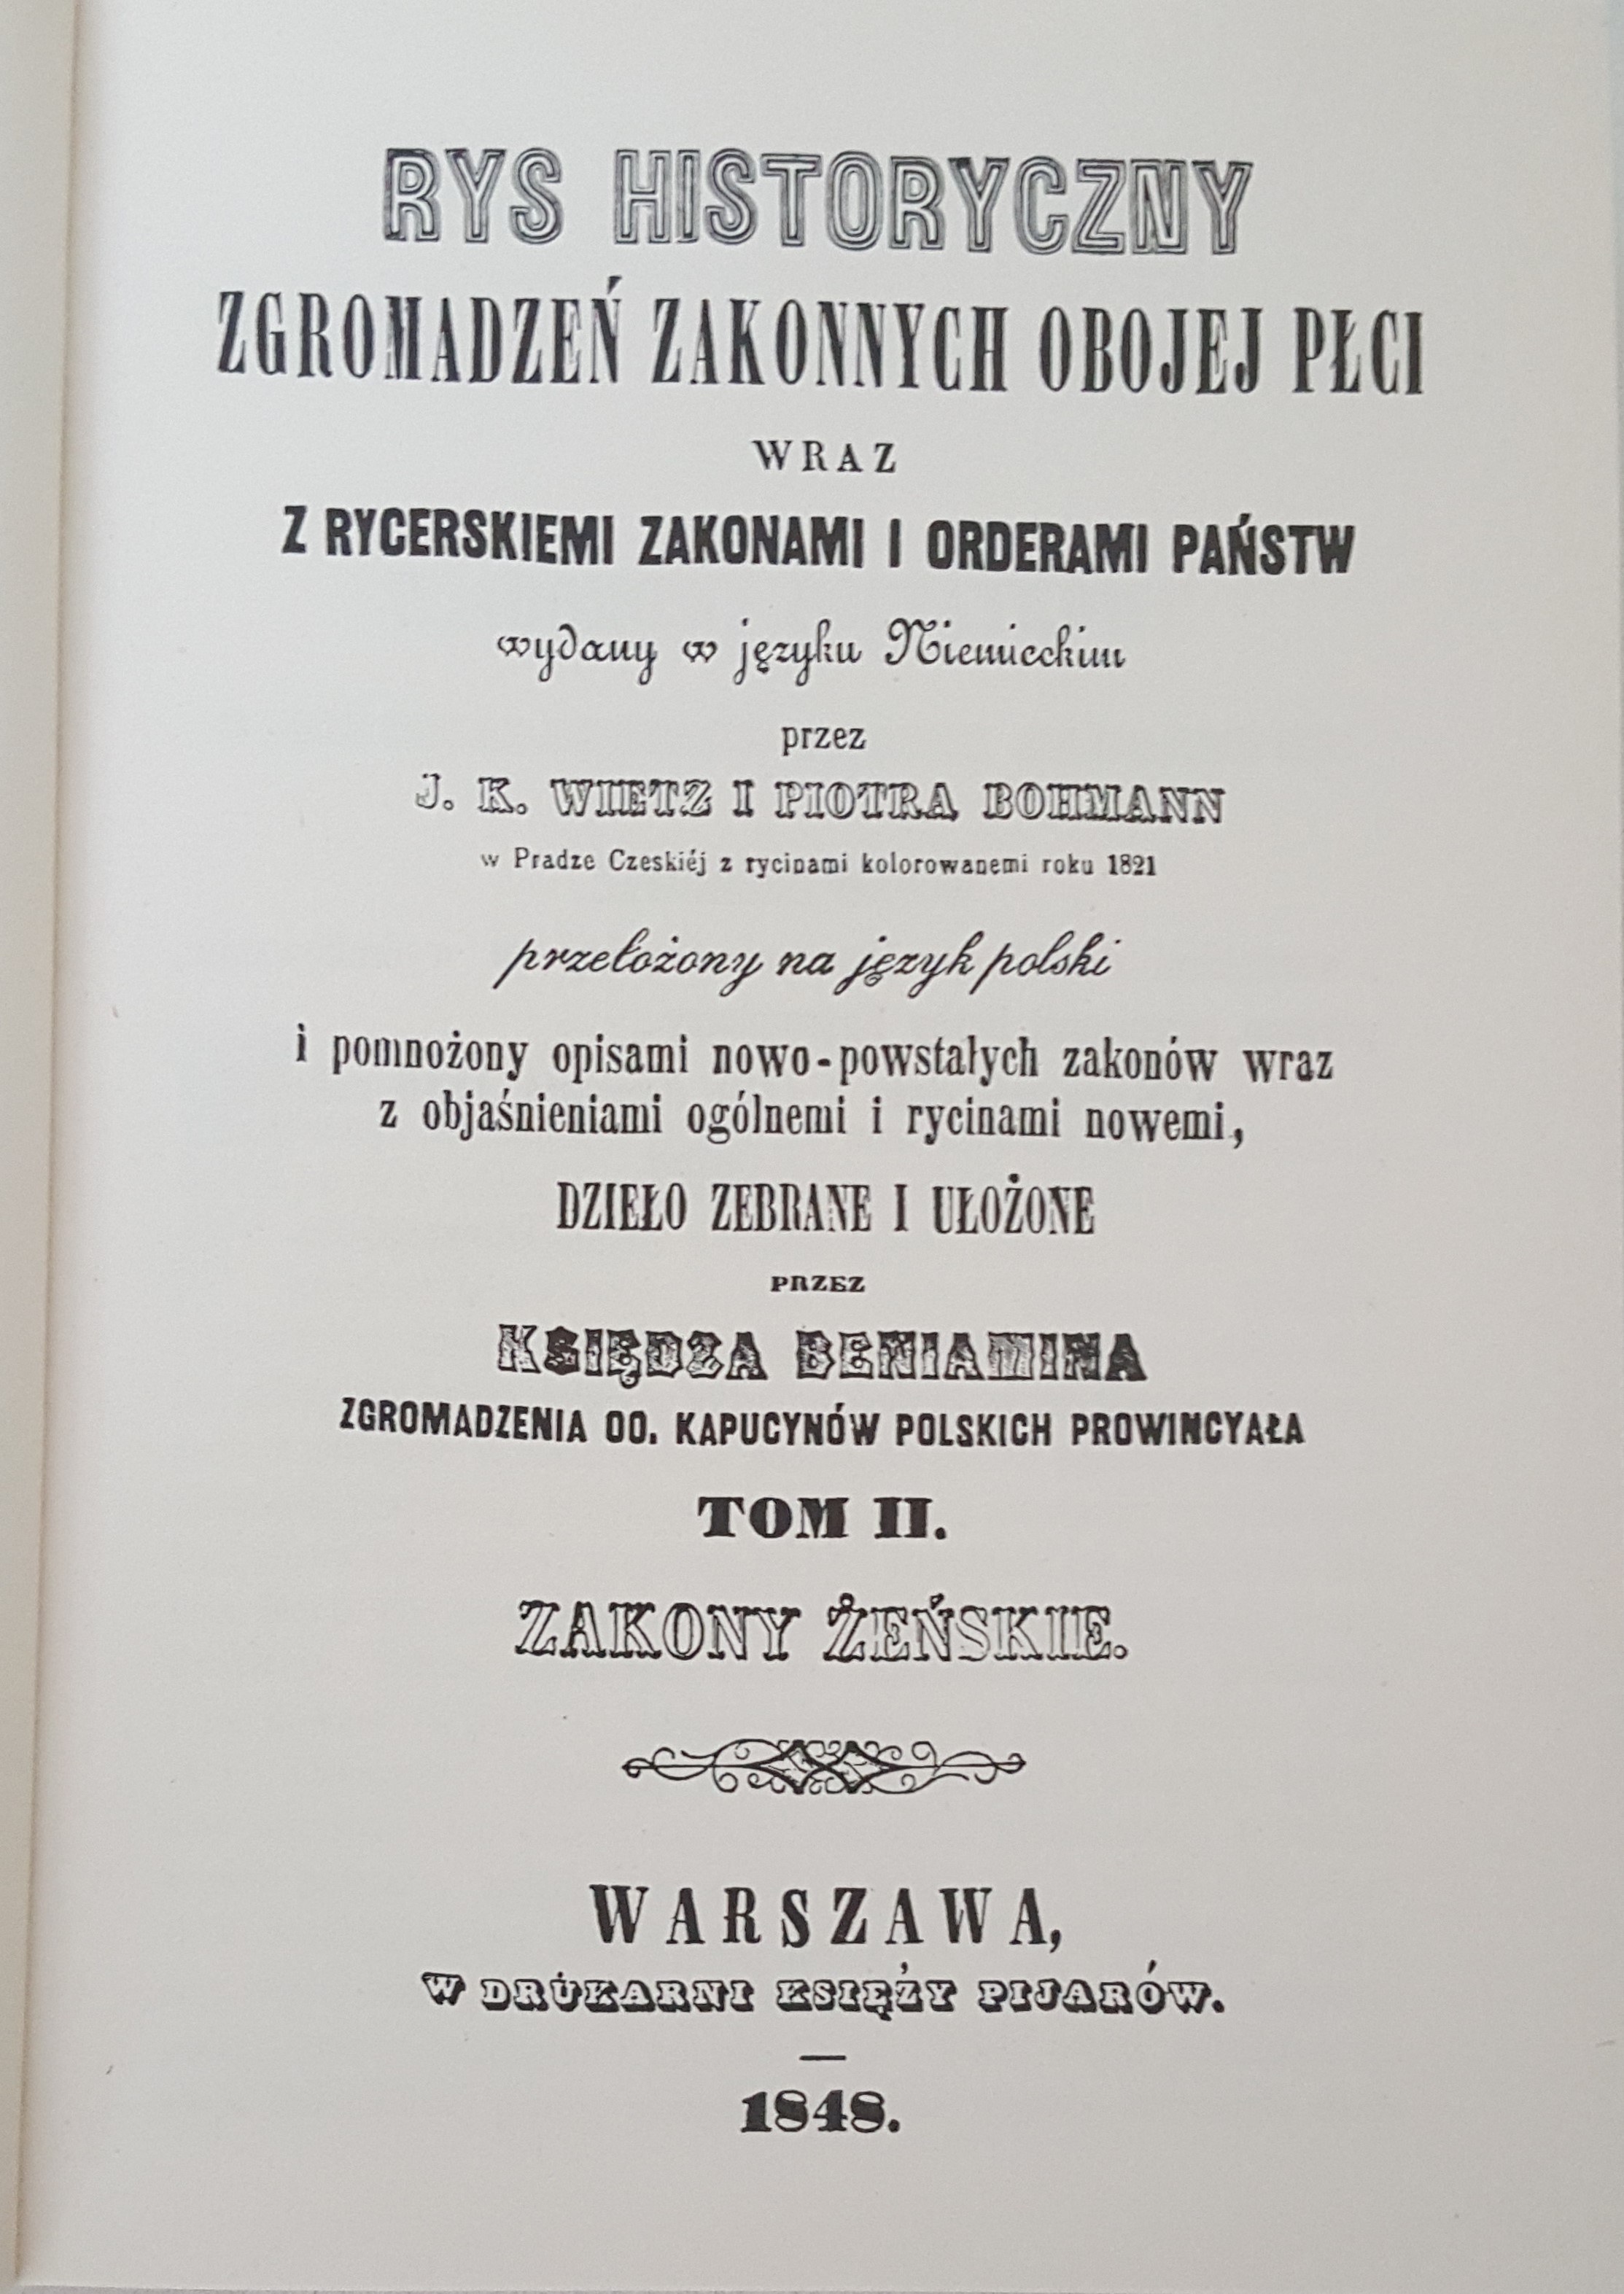 RYS HISTORYCZNY
ZGROMADZEŃ ZAKONNYCH OBOJEJ PŁCI
WRAZ
Z RYCERSKIEMI ZAKONAMI I ORDERAMI PAŃSTW
wydany w języku Niemieckim
przez
J. K. WIETZ I PIOTRA BOHMANN
w Pradze Czeskiéj z rycinami kolorowanemi roku 1821
przełożony na język polski
i pomnożony opisami nowo-powstałych zakonów wraz
z objaśnieniami ogólnemi i rycinami nowemi,
DZIEŁO ZEBRANE I UŁOŻONE
PRZEZ
KSIĘDZA BENIAMINA
ZGROMADZENIA OO. KAPUCYNÓW POLSKICH PROWINCYAŁA
TOM II.
ZAKONY ŻEŃSKIE.
WARSZAWA,
W DRUKARNI KSIĘŻY PIJARÓW.
—
1848.